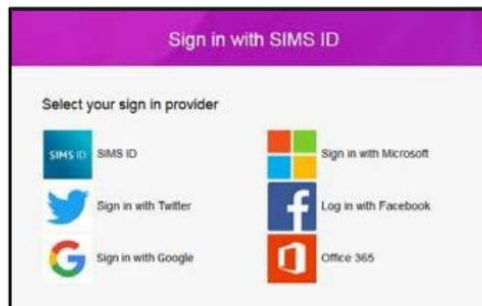 Sign in with SIMS ID
Select your sign in provider
SIMS ID SIMS ID
Sign in with Microsoft
Sign in with Twitter
Log in with Facebook
Sign in with Google
Office 365